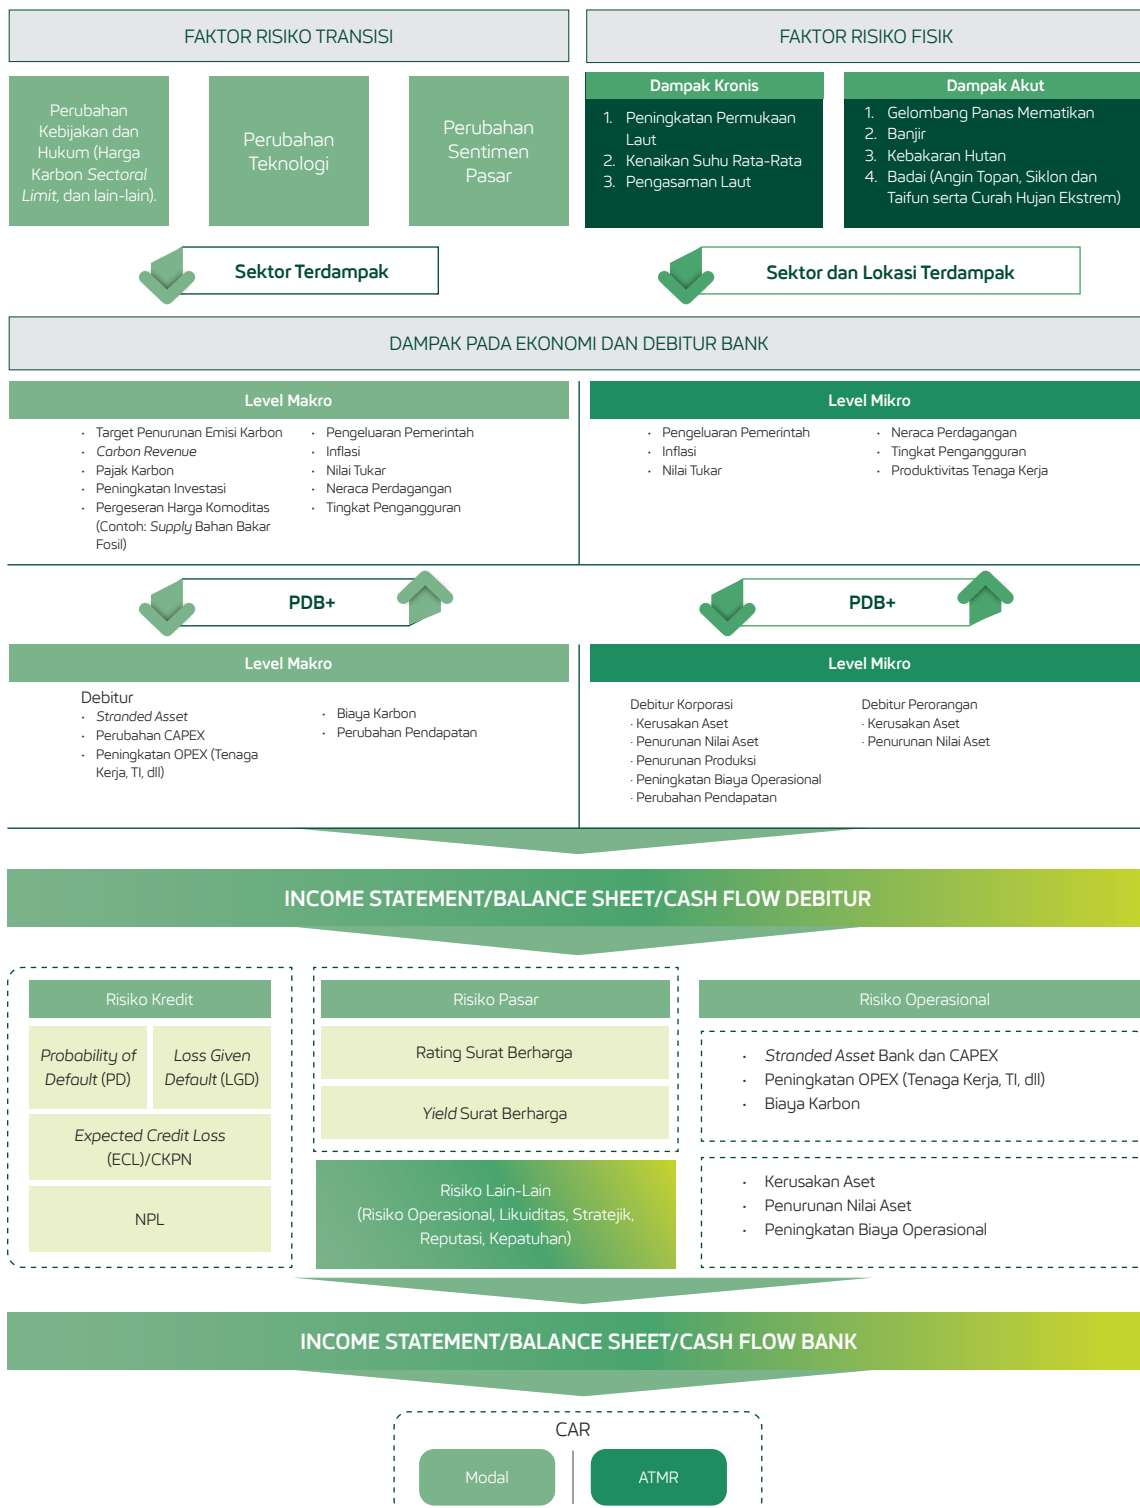 FAKTOR RISIKO TRANSISI
FAKTOR RISIKO FISIK
Perubahan
Kebijakan dan
Hukum (Harga
Karbon Sectoral
Limit, dan lain-lain).
Perubahan
Teknologi
Perubahan
Sentimen
Pasar
Dampak Kronis
1. Peningkatan Permukaan
Laut
2. Kenaikan Suhu Rata-Rata
3. Pengasaman Laut
Dampak Akut
1. Gelombang Panas Mematikan
2. Banjir
3. Kebakaran Hutan
4. Badai (Angin Topan, Siklon dan
Taifun serta Curah Hujan Ekstrem)
Sektor Terdampak
Sektor dan Lokasi Terdampak
DAMPAK PADA EKONOMI DAN DEBITUR BANK
Level Makro
• Target Penurunan Emisi Karbon
• Carbon Revenue
• Pajak Karbon
• Peningkatan Investasi
• Pergeseran Harga Komoditas
(Contoh: Supply Bahan Bakar
Fosil)
• Pengeluaran Pemerintah
• Inflasi
• Nilai Tukar
• Neraca Perdagangan
• Tingkat Pengangguran
Level Mikro
• Pengeluaran Pemerintah
• Inflasi
• Nilai Tukar
• Neraca Perdagangan
• Tingkat Pengangguran
• Produktivitas Tenaga Kerja
PDB+
PDB+
Level Makro
Debitur
• Stranded Asset
• Perubahan CAPEX
• Peningkatan OPEX (Tenaga
Kerja, TI, dll)
• Biaya Karbon
• Perubahan Pendapatan
Level Mikro
Debitur Korporasi
· Kerusakan Aset
· Penurunan Nilai Aset
· Penurunan Produksi
· Peningkatan Biaya Operasional
· Perubahan Pendapatan
Debitur Perorangan
· Kerusakan Aset
· Penurunan Nilai Aset
INCOME STATEMENT/BALANCE SHEET/CASH FLOW DEBITUR
Risiko Kredit
Probability of
Default (PD)
Loss Given
Default (LGD)
Expected Credit Loss
(ECL)/CKPN
NPL
Risiko Pasar
Rating Surat Berharga
Yield Surat Berharga
Risiko Lain-Lain
(Risiko Operasional, Likuiditas, Stratejik,
Reputasi, Kepatuhan)
Risiko Operasional
• Stranded Asset Bank dan CAPEX
• Peningkatan OPEX (Tenaga Kerja, TI, dll)
• Biaya Karbon
• Kerusakan Aset
• Penurunan Nilai Aset
• Peningkatan Biaya Operasional
INCOME STATEMENT/BALANCE SHEET/CASH FLOW BANK
CAR
Modal
ATMR